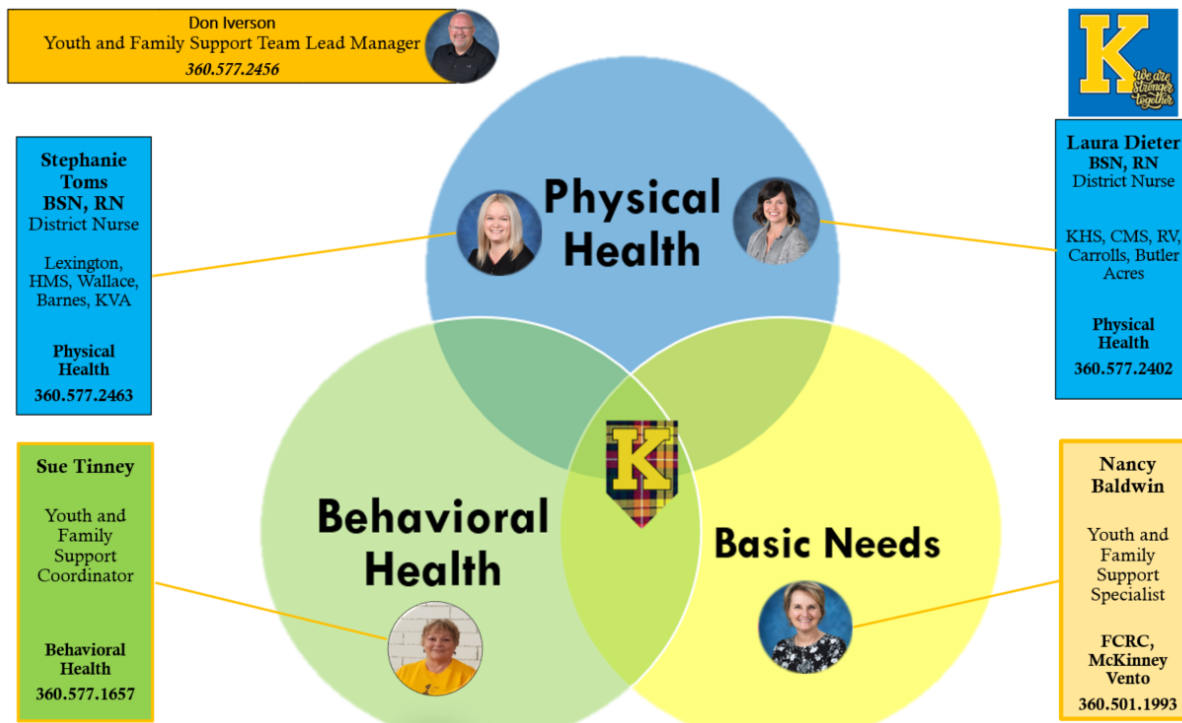 Don Iverson
Youth and Family Support Team Lead Manager
360.577.2456
K
we are
stronger
together
Stephanie
Toms
BSN, RN
District Nurse
Lexington,
HMS, Wallace,
Barnes, KVA
Physical
Health
360.577.2463
Physical
Health
Laura Dieter
BSN, RN
District Nurse
KHS, CMS, RV,
Carrolls, Butler
Acres
Physical
Health
360.577.2402
Sue Tinney
Youth and
Family
Support
Coordinator
Behavioral
Health
360.577.1657
Behavioral
Health
K
Basic Needs
Nancy
Baldwin
Youth and
Family
Support
Specialist
FCRC,
McKinney
Vento
360.501.1993